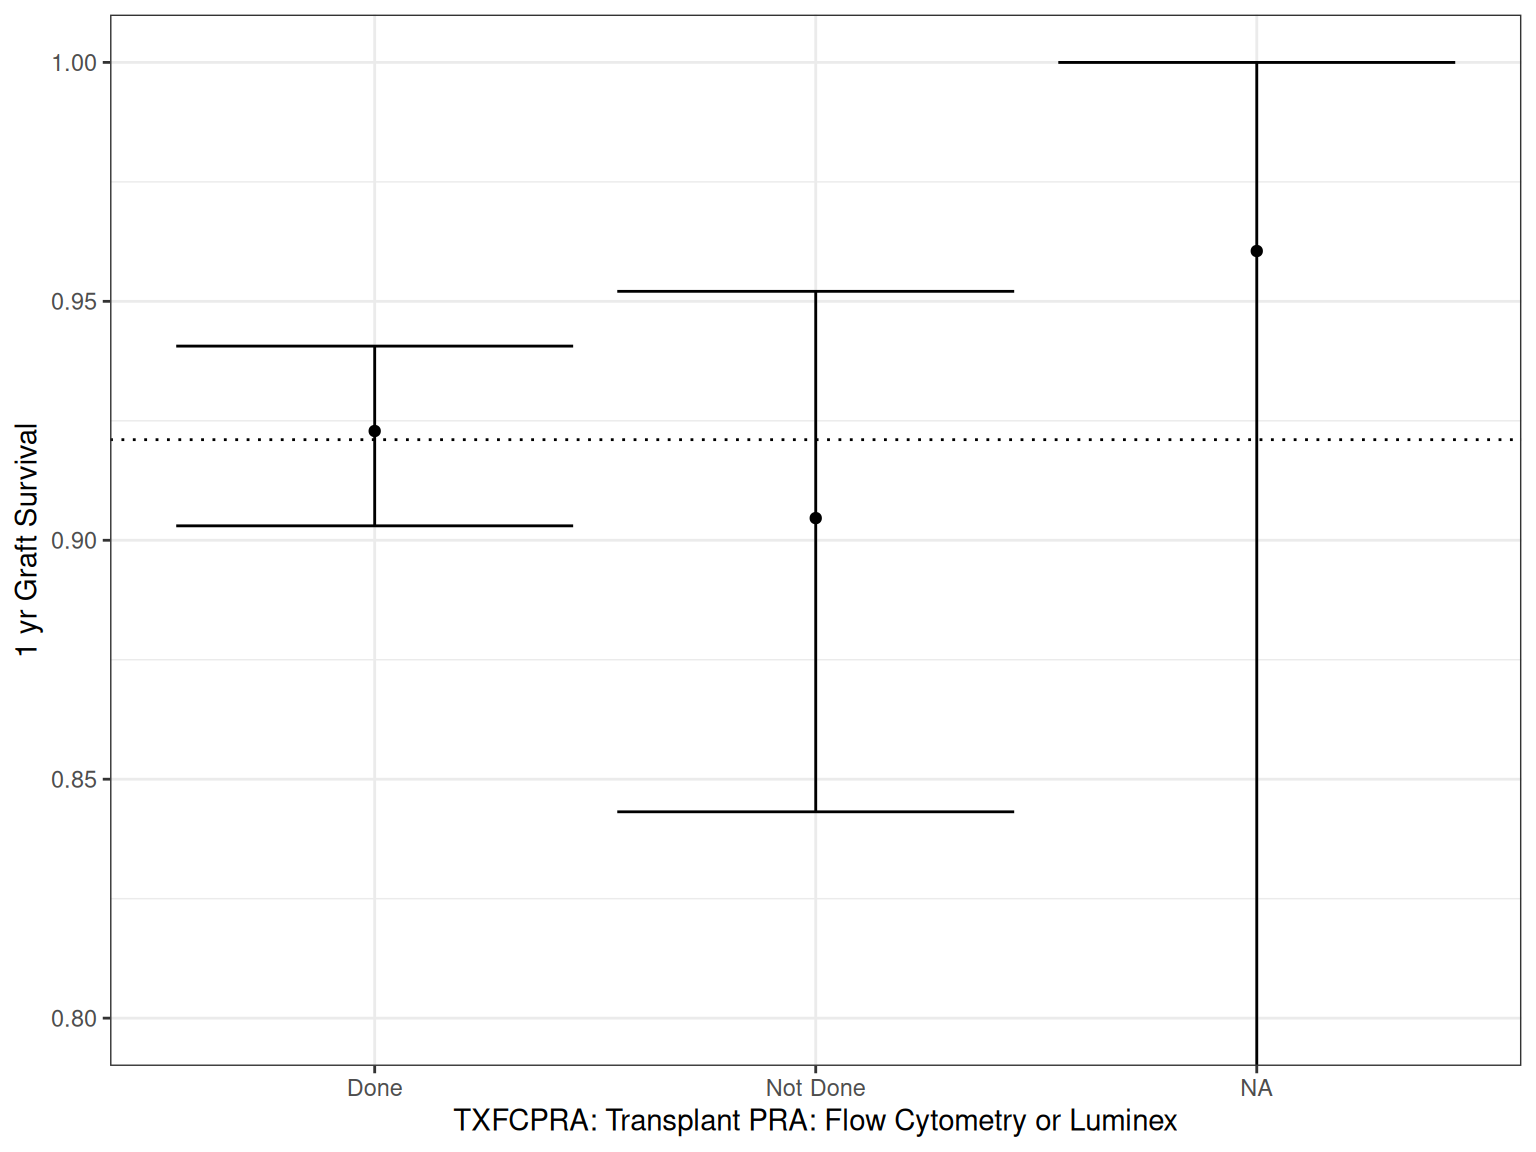 1.00
0.95
0.90
0.85
0.80
1 yr Graft Survival
Done
Not Done
NA
TXFCPRA: Transplant PRA: Flow Cytometry or Luminex